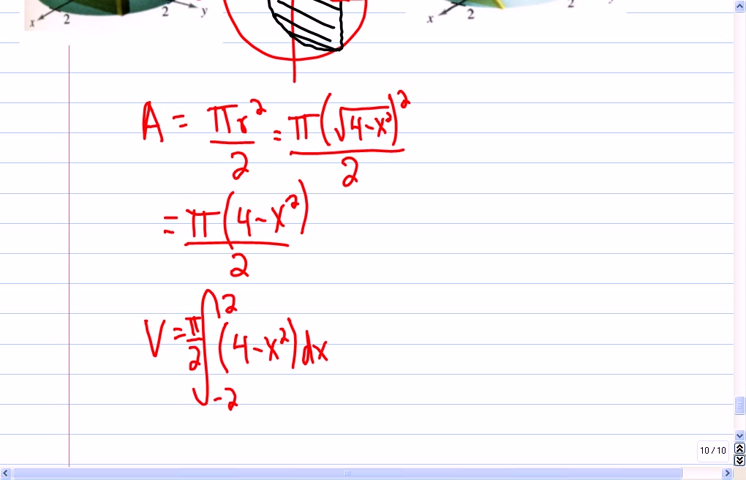 x 2 2 y x 2 2
A = πr²/2 = π(√(4-x²))²/2
= π(4-x²)/2
V = π/2 ∫₋₂² (4-x²)dx
10 / 10